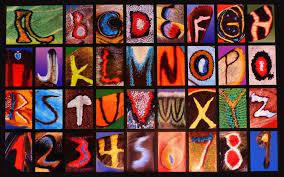 A B C D E F G H
I J K L M N O P Q
R S T U V W X Y Z
1 2 3 4 5 6 7 8 9